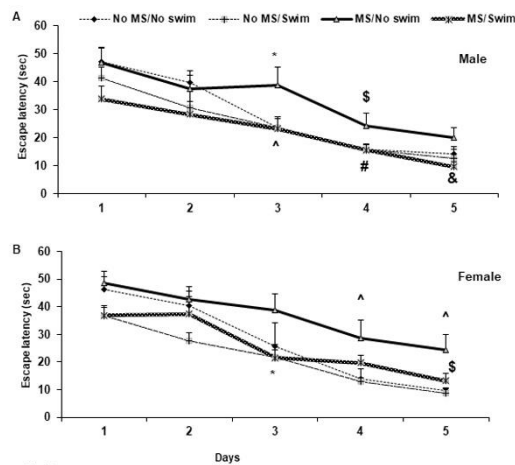 A No MS/No swim No MS/Swim MS/No swim MS/Swim
Male
Escape latency (sec)
60
50
40
30
20
10
0
* $
^ # &
1 2 3 4 5
B
Female
Escape latency (sec)
60
50
40
30
20
10
0
^ ^
* $
1 2 3 4 5
Days